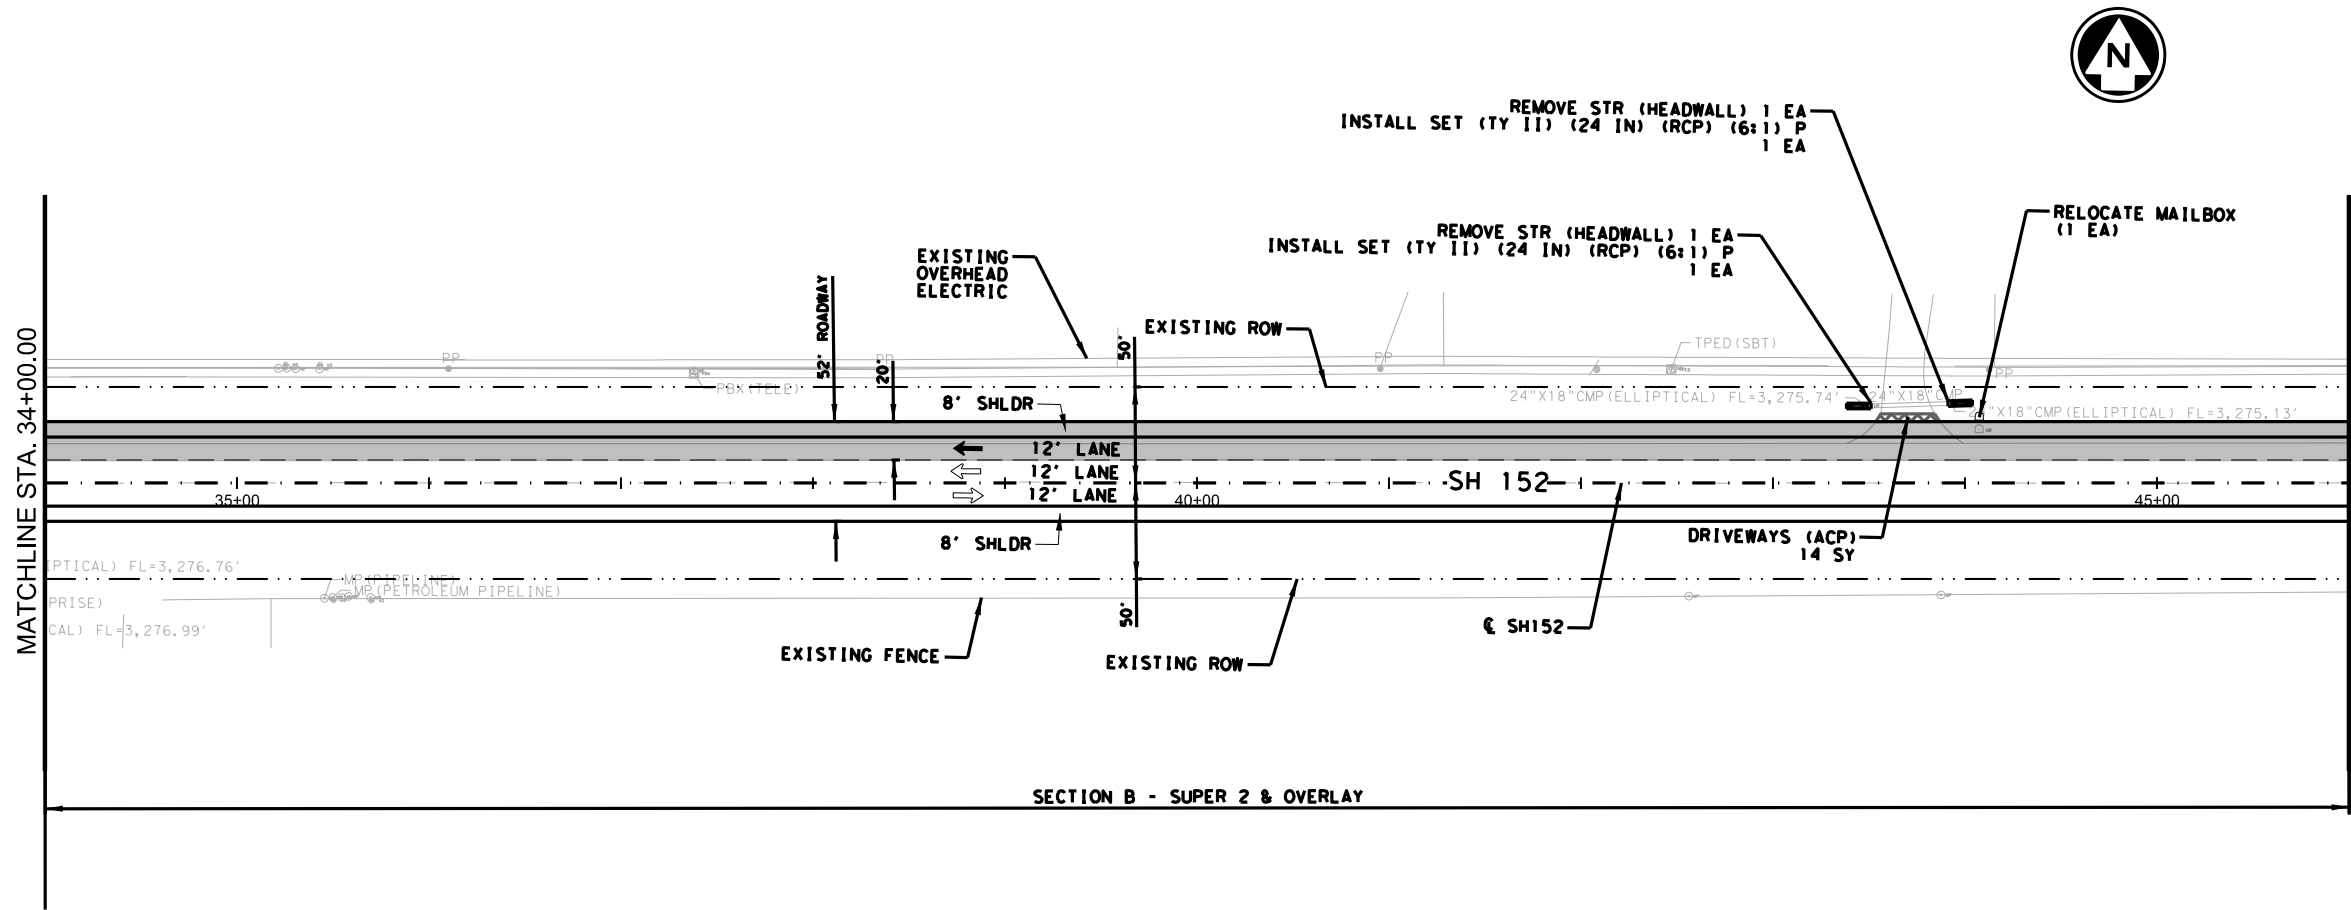 N
REMOVE STR (HEADWALL) 1 EA
INSTALL SET (TY II) (24 IN) (RCP) (6:1) P
1 EA
RELOCATE MAILBOX
(1 EA)
REMOVE STR (HEADWALL) 1 EA
INSTALL SET (TY II) (24 IN) (RCP) (6:1) P
1 EA
EXISTING
OVERHEAD
ELECTRIC
52' ROADWAY
20'
50'
EXISTING ROW
TPED(SBT)
PP
PP
PP
PP
PBX(TELE)
24"X18"CMP(ELLIPTICAL) FL=3,275.74'
24"X18"CMP
24"X18"CMP(ELLIPTICAL) FL=3,275.13'
8' SHLDR
12' LANE
12' LANE
12' LANE
SH 152
35+00
40+00
45+00
MATCHLINE STA. 34+00.00
8' SHLDR
DRIVEWAYS (ACP)
14 SY
IPTICAL) FL=3,276.76'
MP(PIPELINE)
MP(PETROLEUM PIPELINE)
PRISE)
CAL) FL=3,276.99'
50'
℄ SH152
EXISTING FENCE
EXISTING ROW
SECTION B - SUPER 2 & OVERLAY